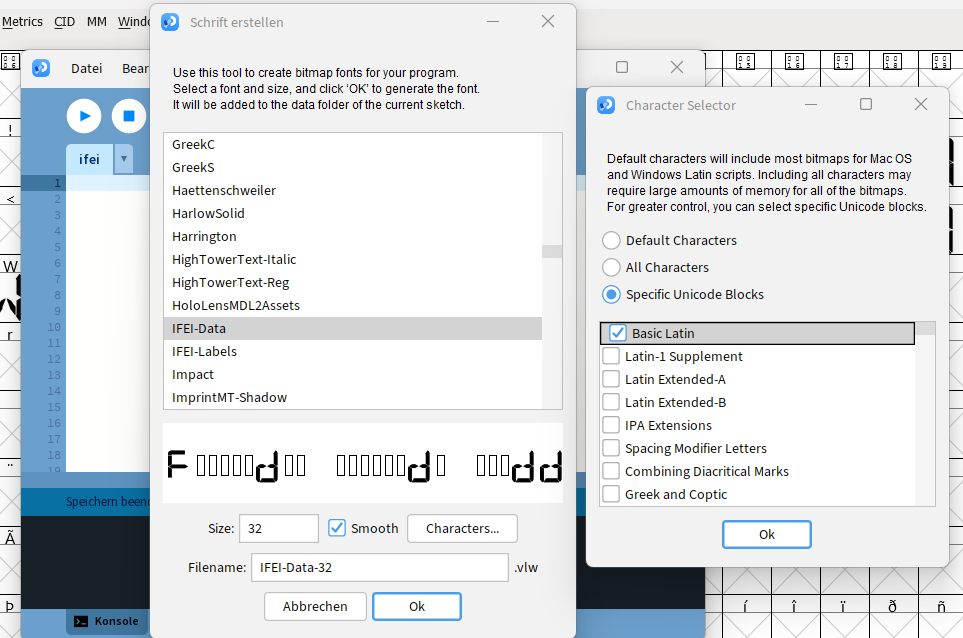 Metrics CID MM Windo
Schrift erstellen
Datei Bear
ifei
Use this tool to create bitmap fonts for your program.
Select a font and size, and click ‘OK’ to generate the font.
It will be added to the data folder of the current sketch.
GreekC
GreekS
Haettenschweiler
HarlowSolid
Harrington
HighTowerText-Italic
HighTowerText-Reg
HoloLensMDL2Assets
IFEI-Data
IFEI-Labels
Impact
ImprintMT-Shadow
1
2
3
4
5
6
7
8
9
10
11
12
13
14
15
16
17
18
19
F d d dd
Speichern been
Size: 32 Smooth Characters...
Filename: IFEI-Data-32 .vlw
Abbrechen Ok
Konsole
Character Selector
Default characters will include most bitmaps for Mac OS
and Windows Latin scripts. Including all characters may
require large amounts of memory for all of the bitmaps.
For greater control, you can select specific Unicode blocks.
Default Characters
All Characters
Specific Unicode Blocks
Basic Latin
Latin-1 Supplement
Latin Extended-A
Latin Extended-B
IPA Extensions
Spacing Modifier Letters
Combining Diacritical Marks
Greek and Coptic
Ok
!
<
W
r
¨
Ã
Þ
í î ï ð ñ